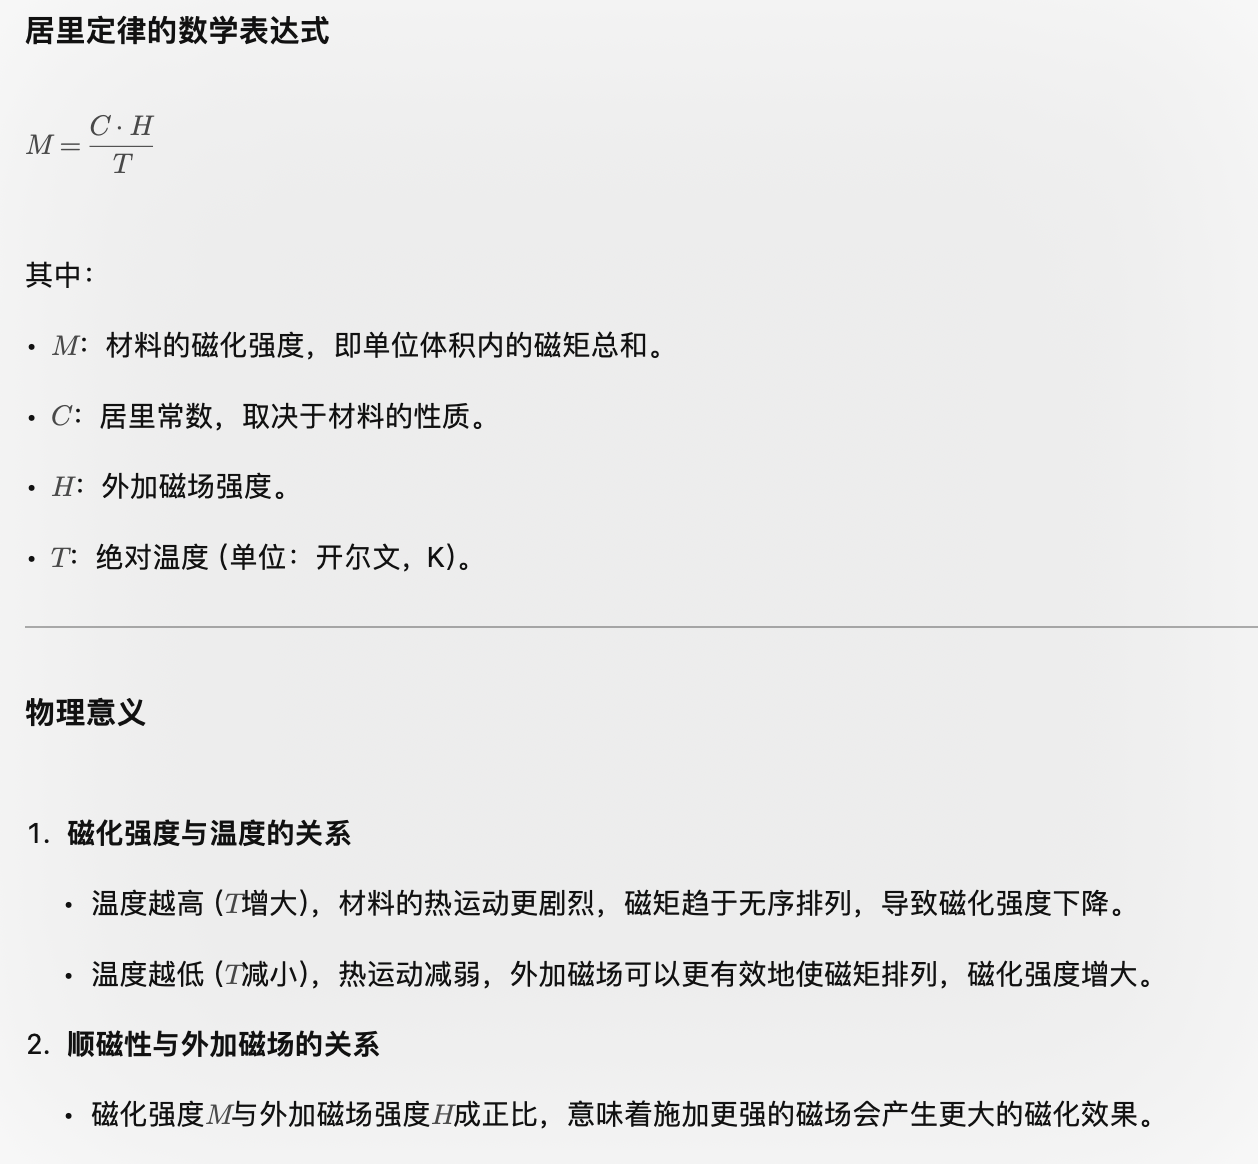 居里定律的数学表达式
M = \frac{C \cdot H}{T}
其中：
• M：材料的磁化强度，即单位体积内的磁矩总和。
• C：居里常数，取决于材料的性质。
• H：外加磁场强度。
• T：绝对温度 (单位：开尔文，K)。
物理意义
1. 磁化强度与温度的关系
• 温度越高 (T增大)，材料的热运动更剧烈，磁矩趋于无序排列，导致磁化强度下降。
• 温度越低 (T减小)，热运动减弱，外加磁场可以更有效地使磁矩排列，磁化强度增大。
2. 顺磁性与外加磁场的关系
• 磁化强度M与外加磁场强度H成正比，意味着施加更强的磁场会产生更大的磁化效果。